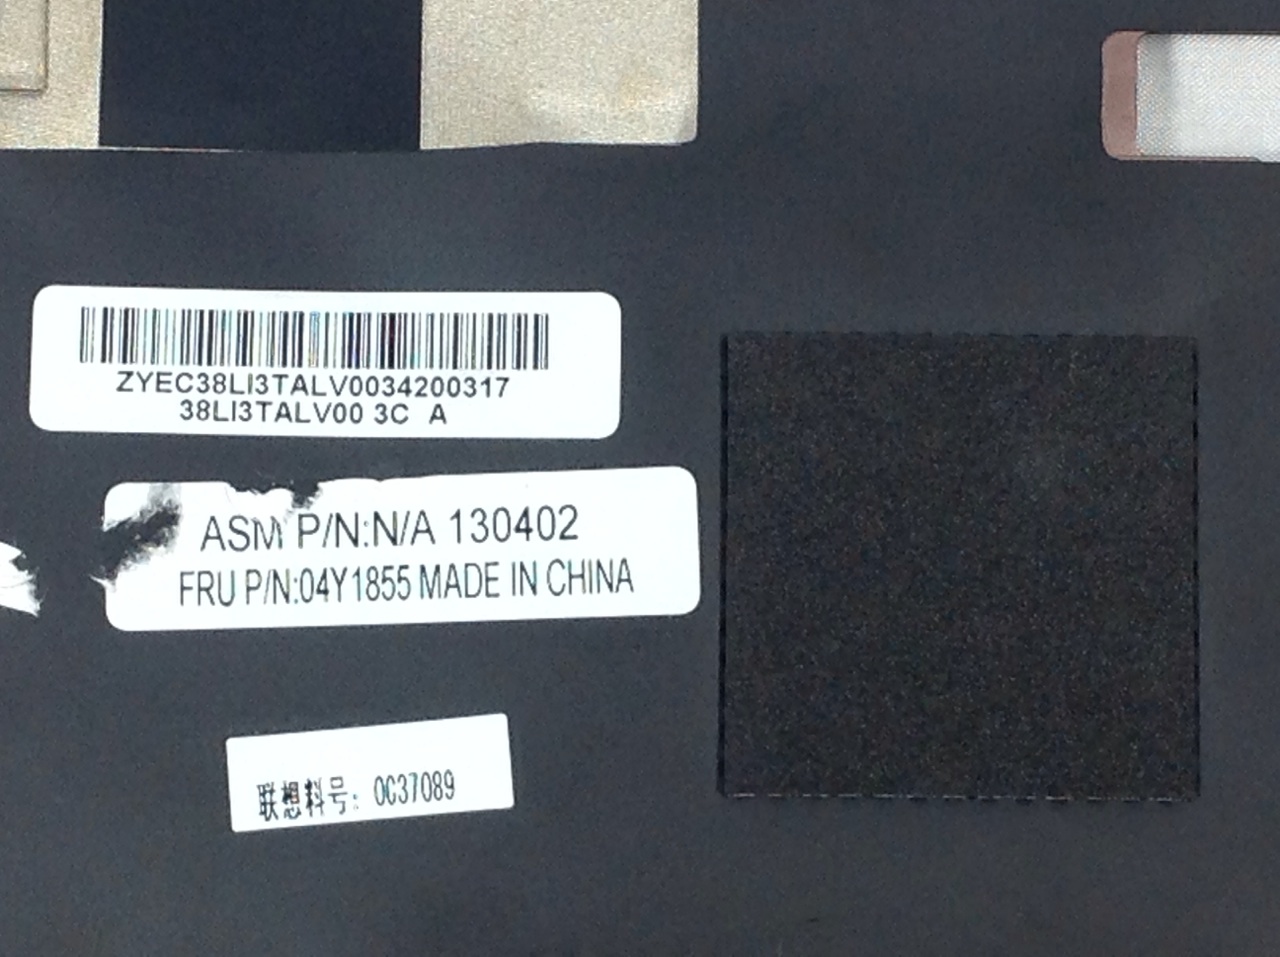 ZYEC38LI3TALV0034200317
38LI3TALV00 3C A
ASM P/N:N/A 130402
FRU P/N:04Y1855 MADE IN CHINA
联想料号: 0C37089